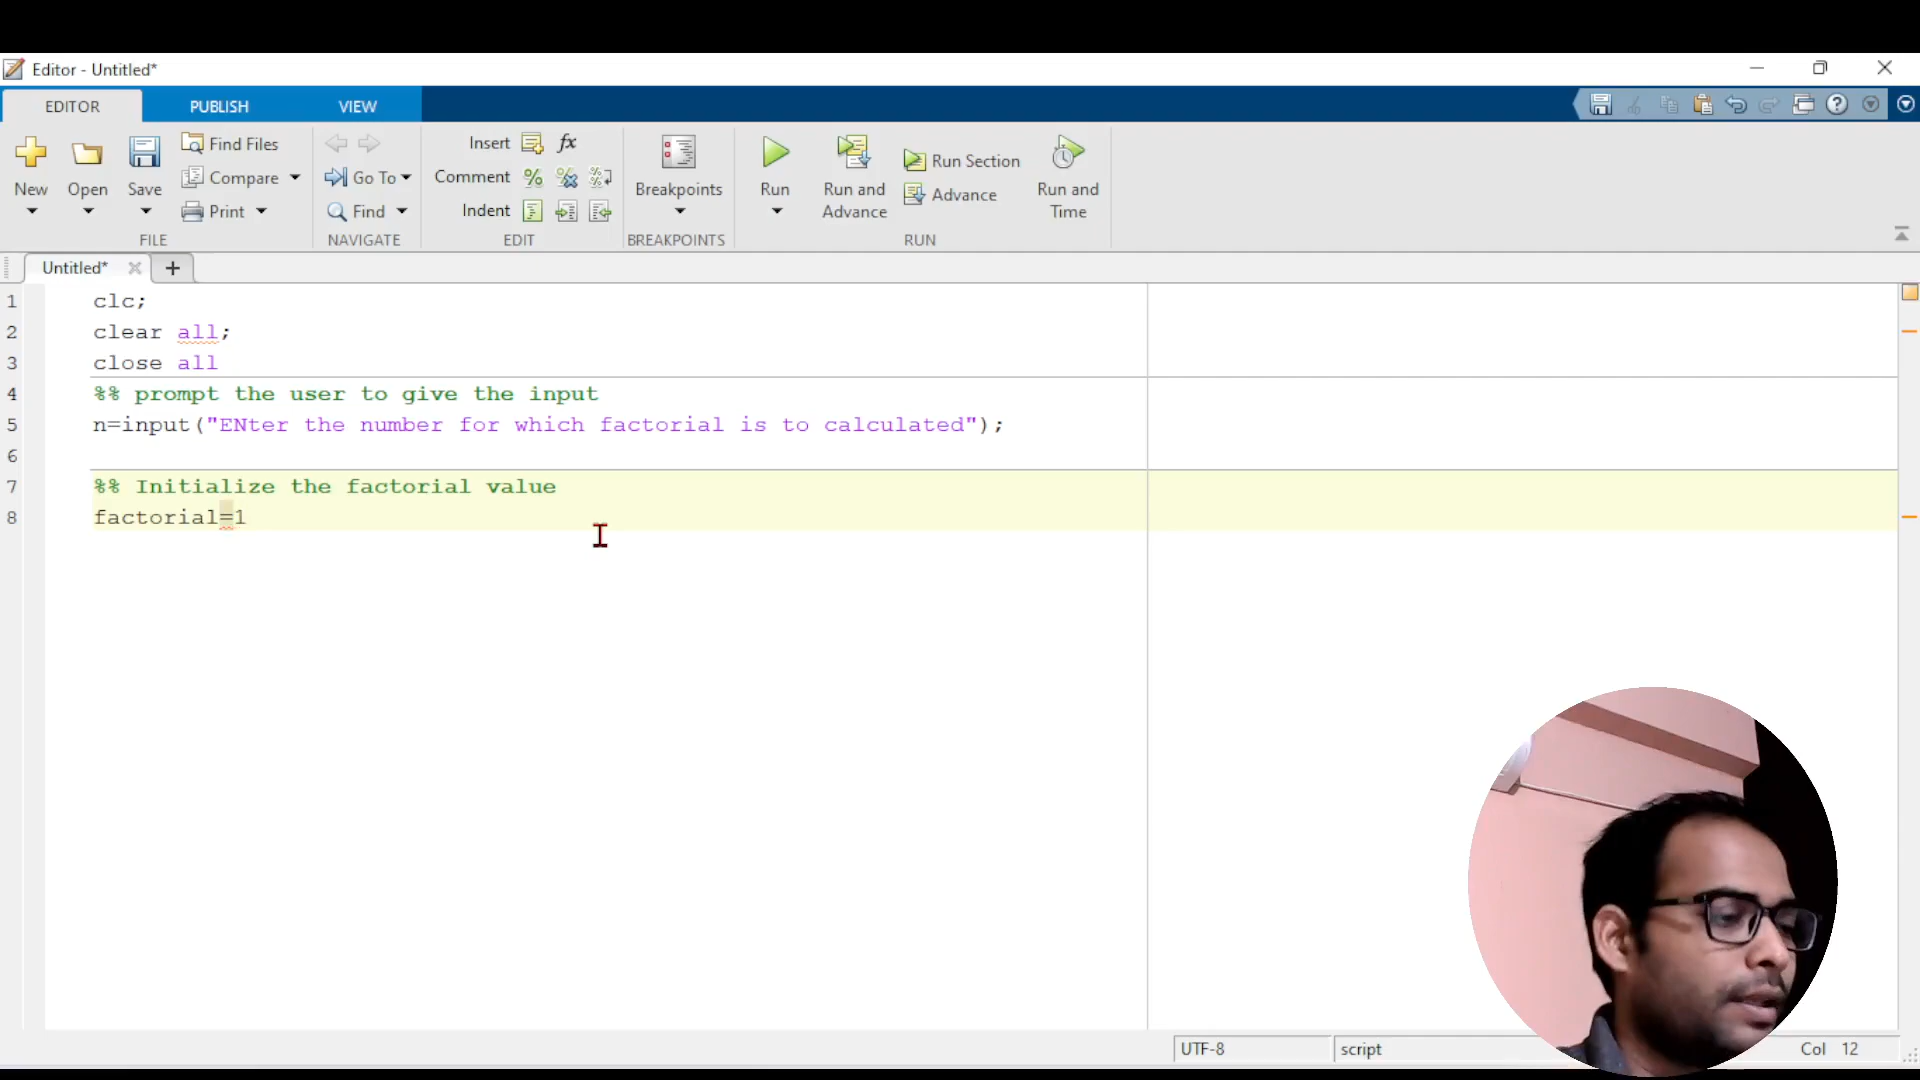 Editor - Untitled*
EDITOR
PUBLISH
VIEW
New
Open
Save
Find Files
Compare
Print
FILE
Go To
Find
NAVIGATE
Insert
fx
Comment
Indent
EDIT
Breakpoints
BREAKPOINTS
Run
Run and
Advance
Run Section
Advance
Run and
Time
RUN
Untitled*
1 clc;
2 clear all;
3 close all
4 %% prompt the user to give the input
5 n=input("ENter the number for which factorial is to calculated");
6
7 %% Initialize the factorial value
8 factorial=1
UTF-8
script
Col 12